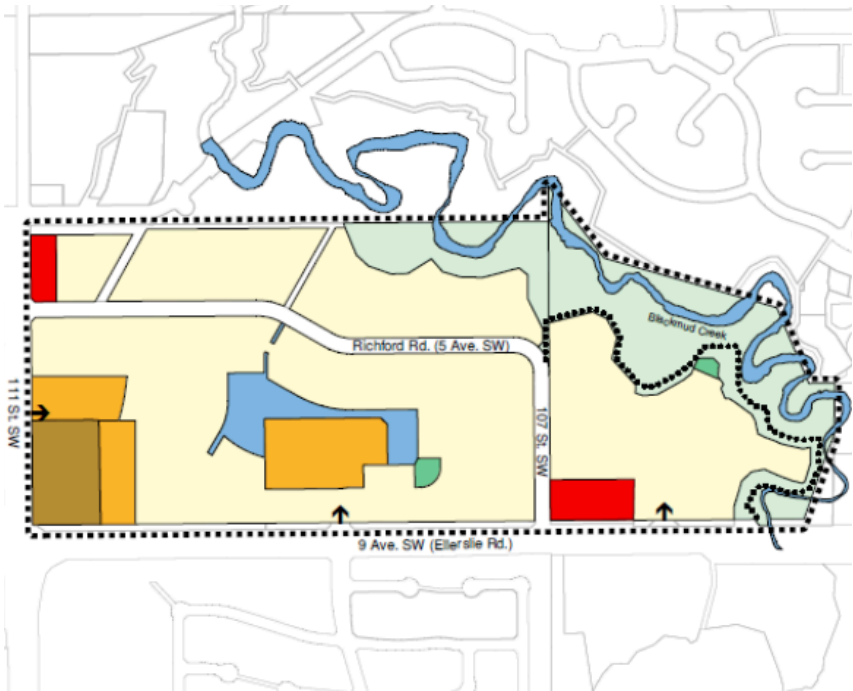 Blackmud Creek
Richford Rd. (5 Ave. SW)
111 St. SW
107 St. SW
9 Ave. SW (Ellerslie Rd.)